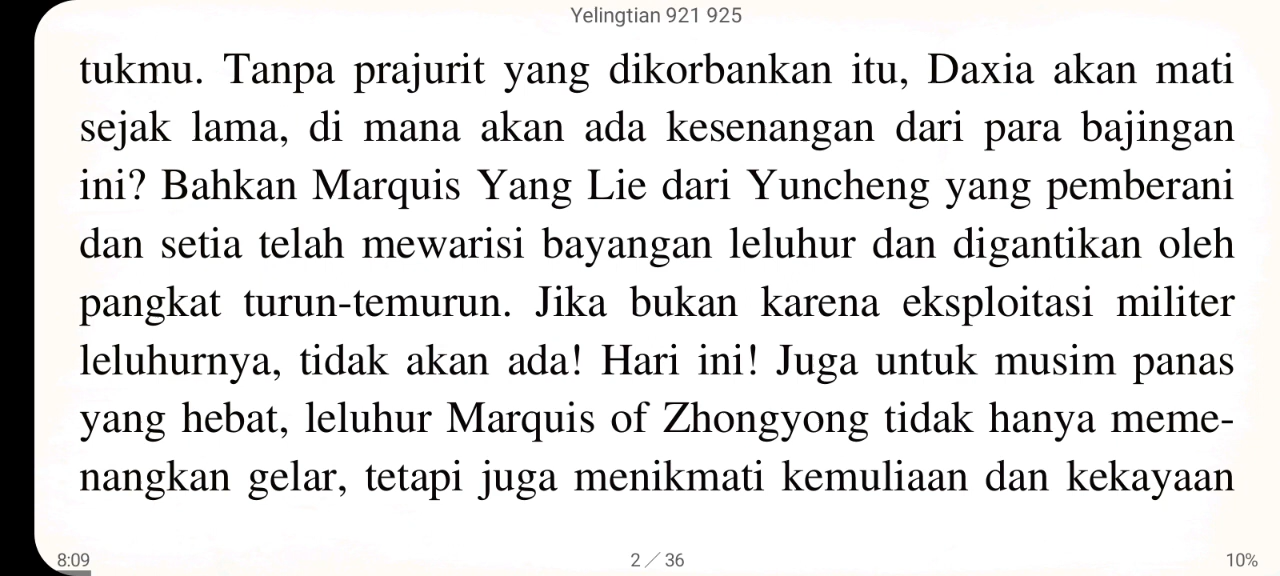 Yelingtian 921 925
tukmu. Tanpa prajurit yang dikorbankan itu, Daxia akan mati
sejak lama, di mana akan ada kesenangan dari para bajingan
ini? Bahkan Marquis Yang Lie dari Yuncheng yang pemberani
dan setia telah mewarisi bayangan leluhur dan digantikan oleh
pangkat turun-temurun. Jika bukan karena eksploitasi militer
leluhurnya, tidak akan ada! Hari ini! Juga untuk musim panas
yang hebat, leluhur Marquis of Zhongyong tidak hanya meme-
nangkan gelar, tetapi juga menikmati kemuliaan dan kekayaan
8:09
2 / 36
10%